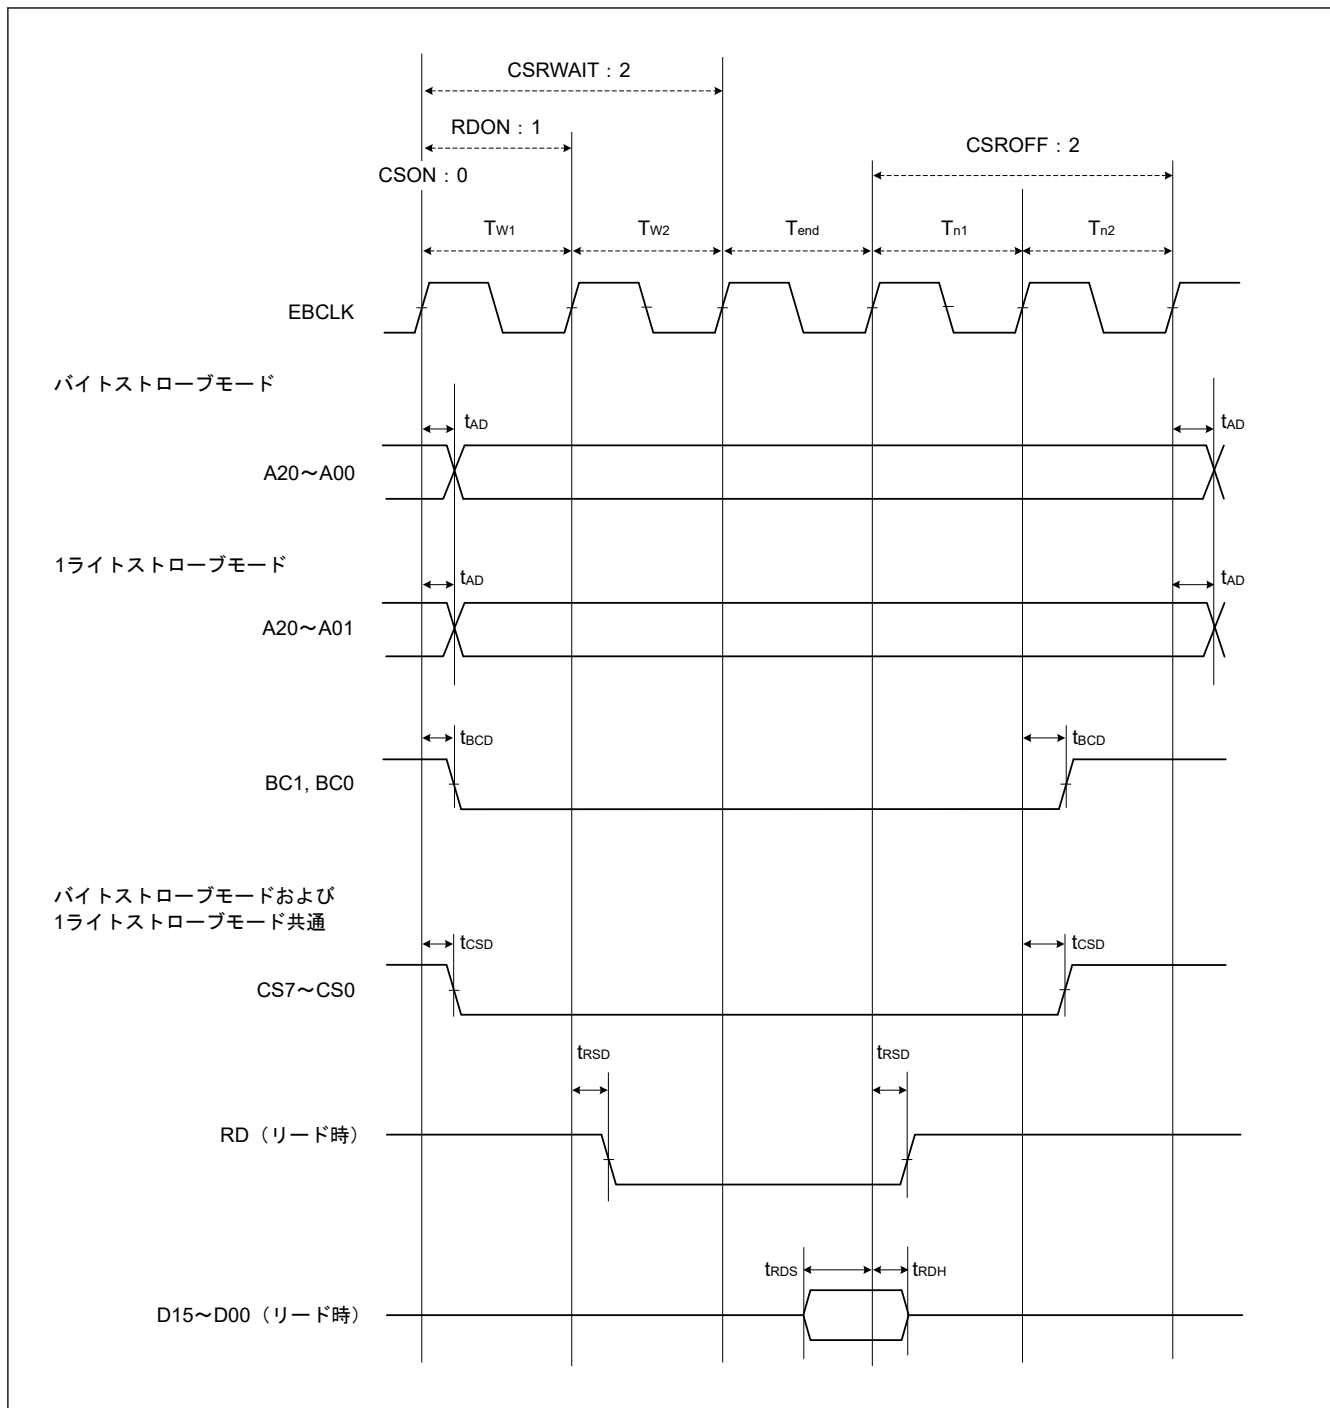 CSRWAIT：2
RDON：1
CSROFF：2
CSON：0
TW1 TW2 Tend Tn1 Tn2
EBCLK
バイトストローブモード
tAD tAD
A20～A00
1ライトストローブモード
tAD tAD
A20～A01
tBCD tBCD
BC1, BC0
バイトストローブモードおよび
1ライトストローブモード共通
tCSD tCSD
CS7～CS0
tRSD tRSD
RD（リード時）
tRDS tRDH
D15～D00（リード時）